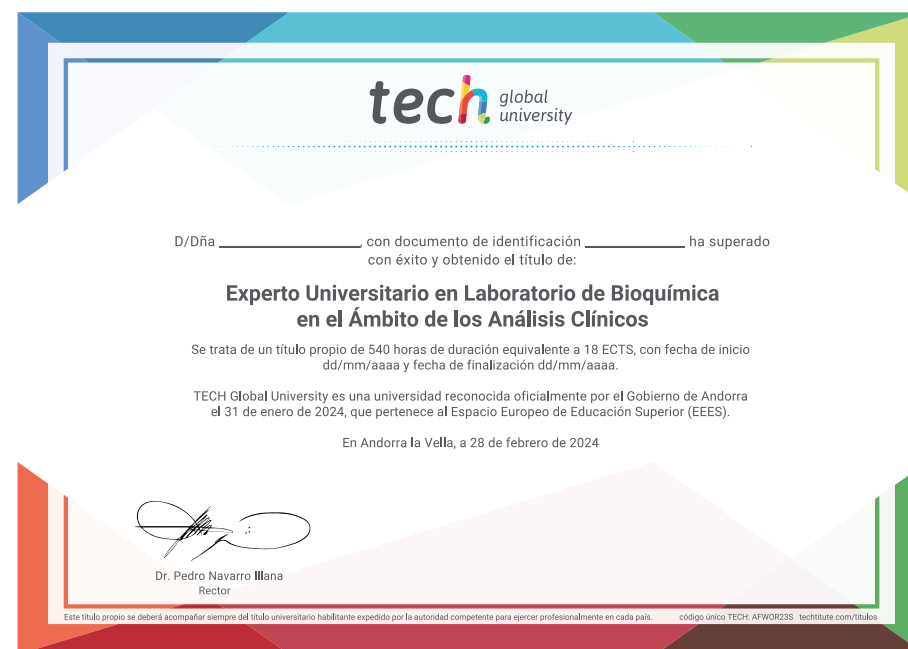 tech global
university
D/Dña ____________________, con documento de identificación ______________ ha superado
con éxito y obtenido el título de:
Experto Universitario en Laboratorio de Bioquímica
en el Ámbito de los Análisis Clínicos
Se trata de un título propio de 540 horas de duración equivalente a 18 ECTS, con fecha de inicio
dd/mm/aaaa y fecha de finalización dd/mm/aaaa.
TECH Global University es una universidad reconocida oficialmente por el Gobierno de Andorra
el 31 de enero de 2024, que pertenece al Espacio Europeo de Educación Superior (EEES).
En Andorra la Vella, a 28 de febrero de 2024
Dr. Pedro Navarro Illana
Rector
Este título propio se deberá acompañar siempre del título universitario habilitante expedido por la autoridad competente para ejercer profesionalmente en cada país. código único TECH: AFWOR23S techtitute.com/titulos